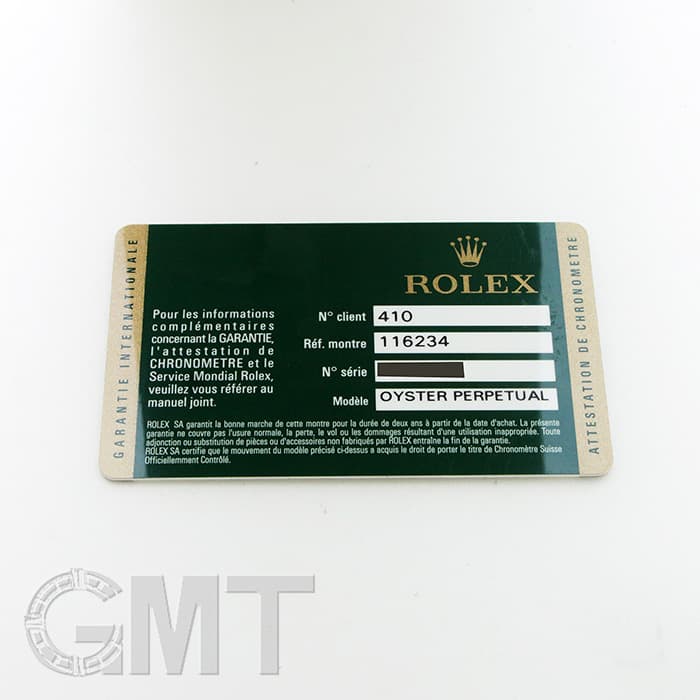 ROLEX
GARANTIE INTERNATIONALE
Pour les informations
complémentaires
concernant la GARANTIE,
l'attestation de
CHRONOMETRE et le
Service Mondial Rolex,
veuillez vous référer au
manuel joint.
N° client 410
Réf. montre 116234
N° série
Modèle OYSTER PERPETUAL
ATTESTATION DE CHRONOMETRE
ROLEX SA garantit la bonne marche de cette montre pour la durée de deux ans à partir de la date d'achat. La présente
garantie ne couvre pas l'usure normale, la perte, le vol ou les dommages résultant d'une utilisation inappropriée. Toute
adjonction ou substitution de pièces ou d'accessoires non fabriqués par ROLEX entraîne la fin de la garantie.
ROLEX SA certifie que le mouvement du modèle précité ci-dessus a acquis le droit de porter le titre de Chronomètre Suisse
Officiellement Contrôlé.
GMT